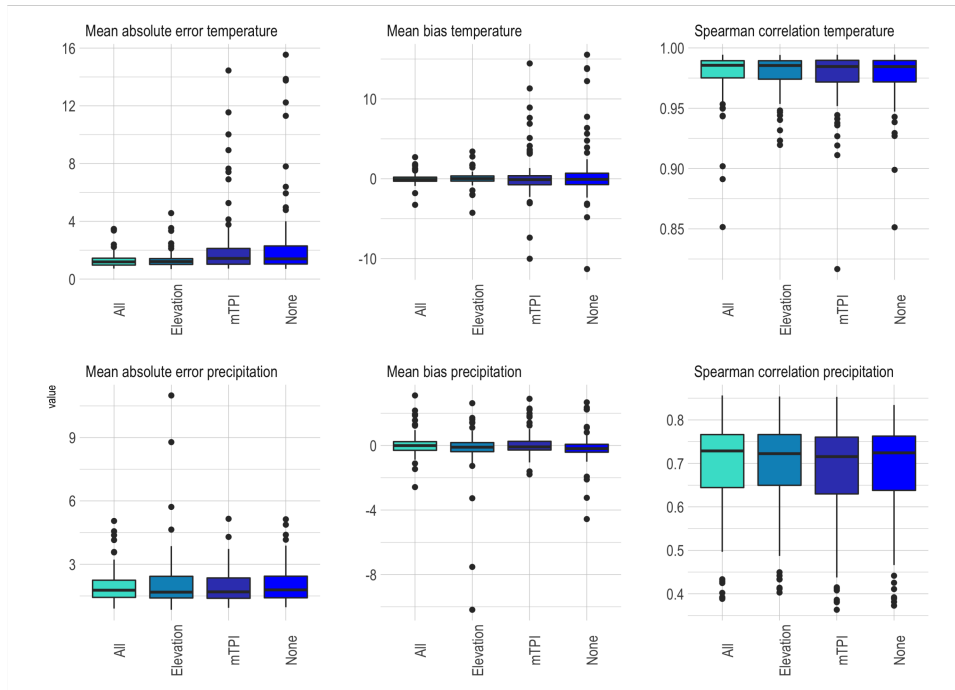 Mean absolute error temperature
16
12
8
4
0
All
Elevation
mTPI
None
Mean bias temperature
10
0
-10
All
Elevation
mTPI
None
Spearman correlation temperature
1.00
0.95
0.90
0.85
All
Elevation
mTPI
None
value
Mean absolute error precipitation
9
6
3
All
Elevation
mTPI
None
Mean bias precipitation
0
-4
-8
All
Elevation
mTPI
None
Spearman correlation precipitation
0.8
0.7
0.6
0.5
0.4
All
Elevation
mTPI
None